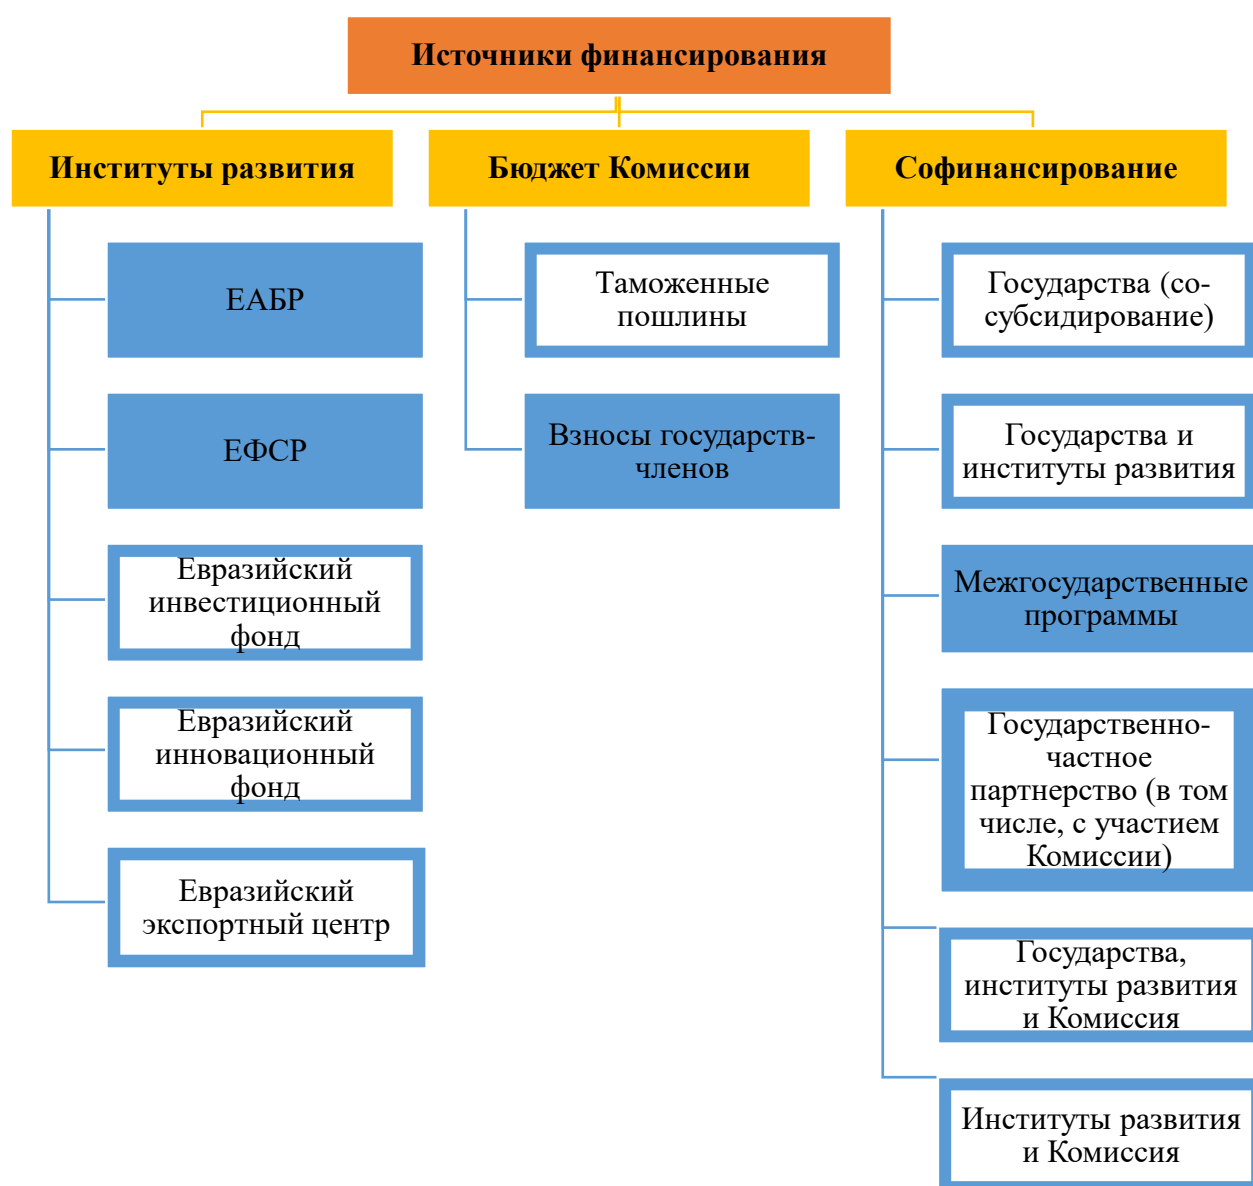 Источники финансирования
Институты развития
ЕАБР
ЕФСР
Евразийский
инвестиционный
фонд
Евразийский
инновационный
фонд
Евразийский
экспортный центр
Бюджет Комиссии
Таможенные
пошлины
Взносы государств-
членов
Софинансирование
Государства (со-
субсидирование)
Государства и
институты развития
Межгосударственные
программы
Государственно-
частное
партнерство (в том
числе, с участием
Комиссии)
Государства,
институты развития
и Комиссия
Институты развития
и Комиссия